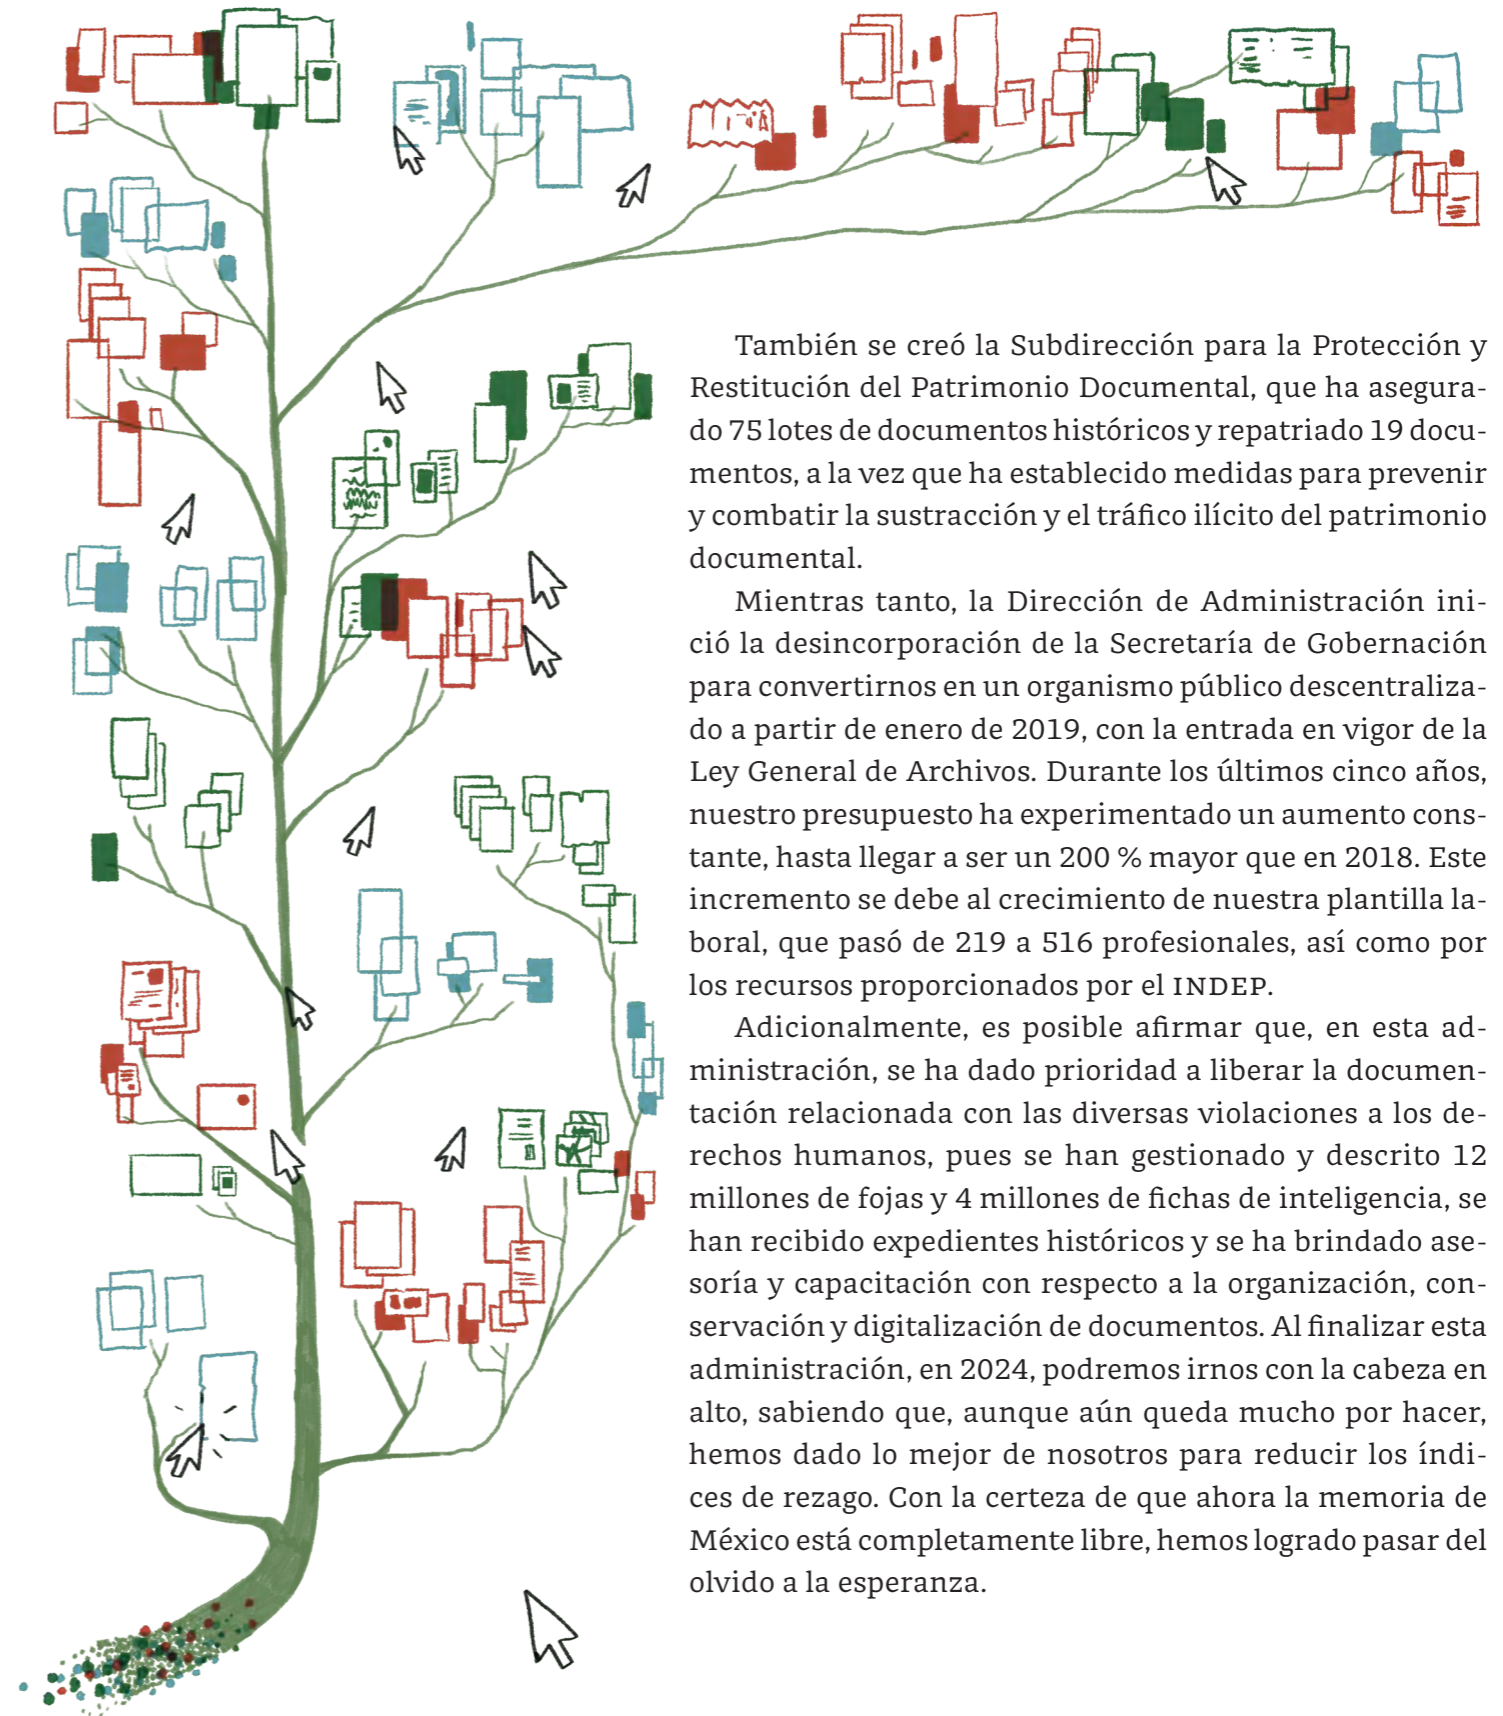 También se creó la Subdirección para la Protección y
Restitución del Patrimonio Documental, que ha asegura-
do 75 lotes de documentos históricos y repatriado 19 docu-
mentos, a la vez que ha establecido medidas para prevenir
y combatir la sustracción y el tráfico ilícito del patrimonio
documental.
Mientras tanto, la Dirección de Administración ini-
ció la desincorporación de la Secretaría de Gobernación
para convertirnos en un organismo público descentraliza-
do a partir de enero de 2019, con la entrada en vigor de la
Ley General de Archivos. Durante los últimos cinco años,
nuestro presupuesto ha experimentado un aumento cons-
tante, hasta llegar a ser un 200 % mayor que en 2018. Este
incremento se debe al crecimiento de nuestra plantilla la-
boral, que pasó de 219 a 516 profesionales, así como por
los recursos proporcionados por el INDEP.
Adicionalmente, es posible afirmar que, en esta ad-
ministración, se ha dado prioridad a liberar la documen-
tación relacionada con las diversas violaciones a los de-
rechos humanos, pues se han gestionado y descrito 12
millones de fojas y 4 millones de fichas de inteligencia, se
han recibido expedientes históricos y se ha brindado ase-
soría y capacitación con respecto a la organización, con-
servación y digitalización de documentos. Al finalizar esta
administración, en 2024, podremos irnos con la cabeza en
alto, sabiendo que, aunque aún queda mucho por hacer,
hemos dado lo mejor de nosotros para reducir los índi-
ces de rezago. Con la certeza de que ahora la memoria de
México está completamente libre, hemos logrado pasar del
olvido a la esperanza.